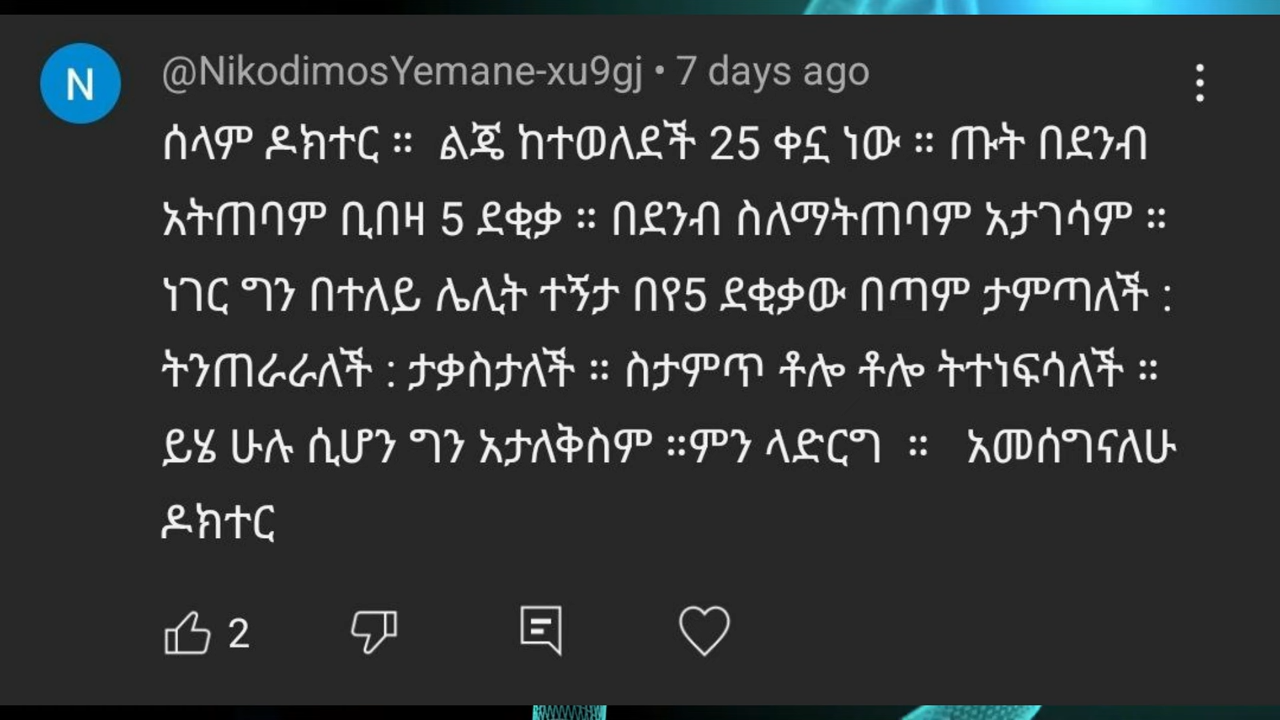 N
@NikodimosYemane-xu9gj • 7 days ago
ሰላም ዶክተር ። ልጄ ከተወለደች 25 ቀኗ ነው ። ጡት በደንብ
አትጠባም ቢበዛ 5 ደቂቃ ። በደንብ ስለማትጠባም አታገሳም ።
ነገር ግን በተለይ ሌሊት ተኝታ በየ5 ደቂቃው በጣም ታምጣለች :
ትንጠራራለች : ታቃስታለች ። ስታምጥ ቶሎ ቶሎ ትተነፍሳለች ።
ይሄ ሁሉ ሲሆን ግን አታለቅስም ።ምን ላድርግ ። አመሰግናለሁ
ዶክተር
2